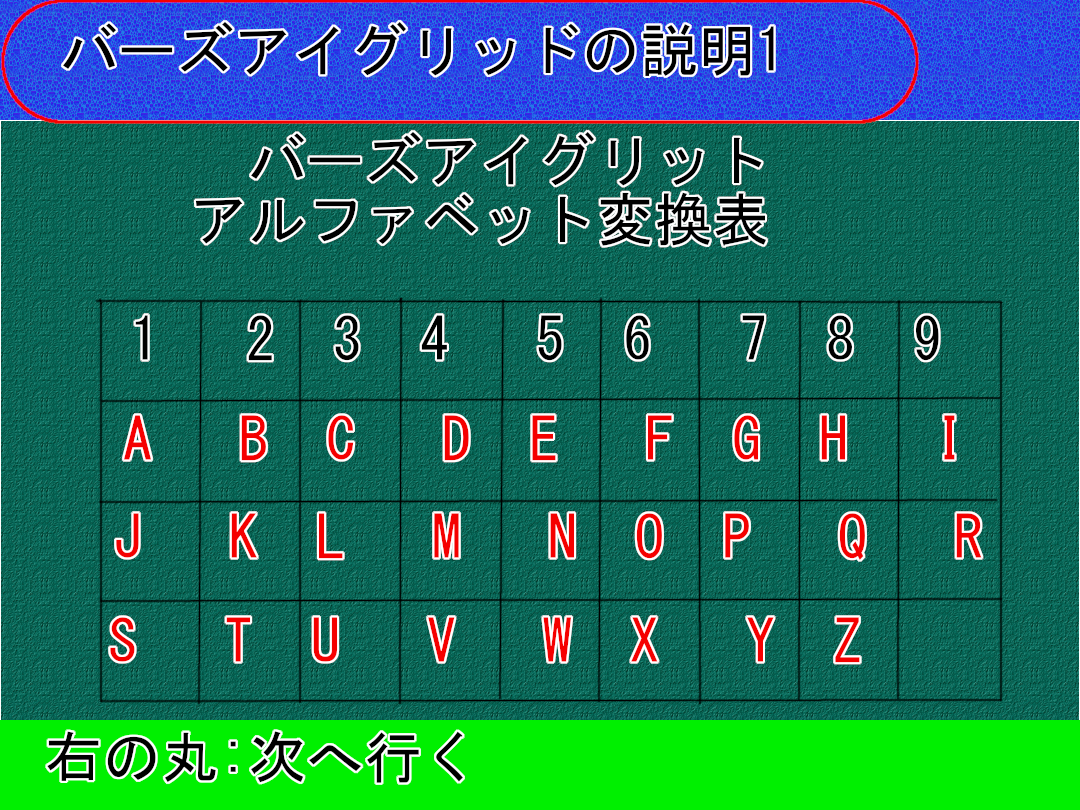 バーズアイグリッドの説明1
バーズアイグリット
アルファベット変換表
1 2 3 4 5 6 7 8 9
A B C D E F G H I
J K L M N O P Q R
S T U V W X Y Z
右の丸:次へ行く